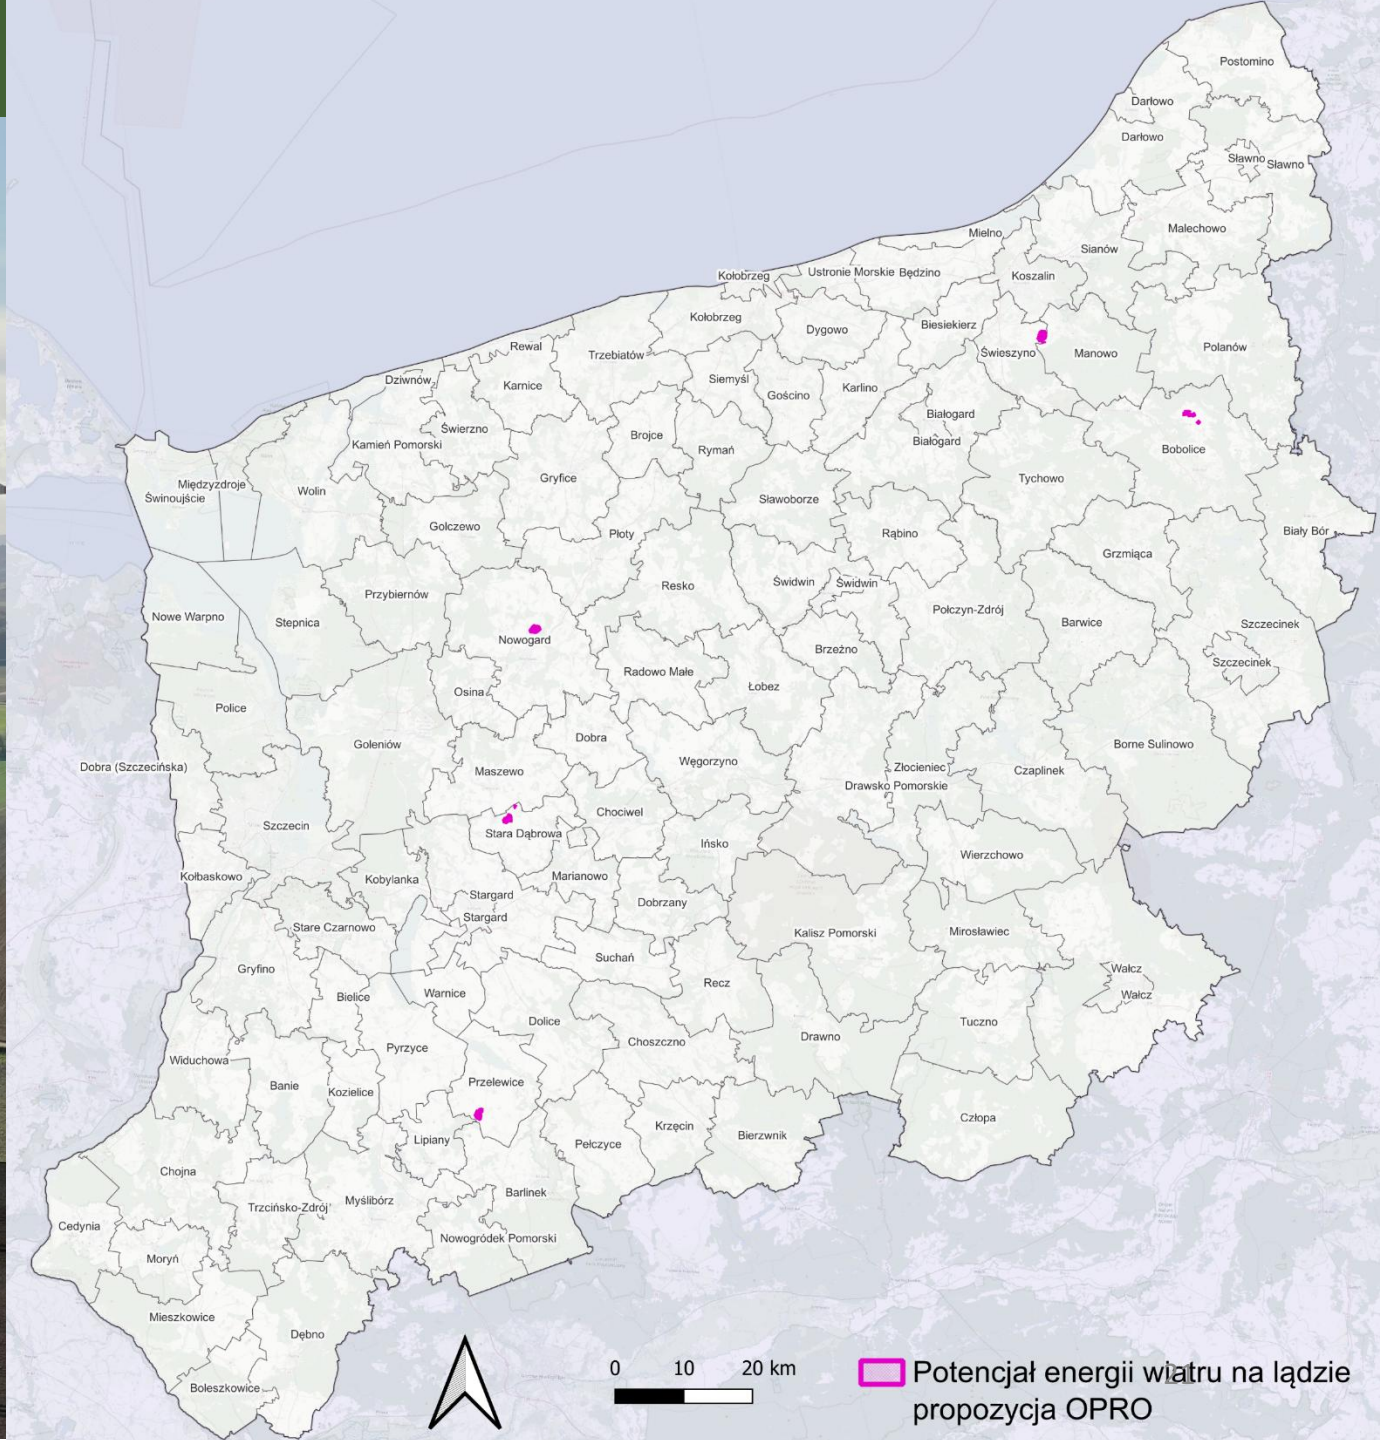 Postomino
Darłowo
Darłowo
Sławno
Sławno
Malechowo
Mielno
Sianów
Kołobrzeg
Ustronie Morskie
Będzino
Koszalin
Kołobrzeg
Dygowo
Biesiekierz
Świeszyno
Manowo
Polanów
Rewal
Trzebiatów
Dziwnów
Karnice
Siemyśl
Gościno
Karlino
Białogard
Białogard
Świerzno
Kamień Pomorski
Brojce
Rymań
Bobolice
Międzyzdroje
Świnoujście
Wolin
Gryfice
Tychowo
Sławoborze
Golczewo
Płoty
Rąbino
Biały Bór
Grzmiąca
Resko
Świdwin
Świdwin
Przybiernów
Połczyn-Zdrój
Nowe Warpno
Stepnica
Barwice
Szczecinek
Nowogard
Brzeżno
Szczecinek
Radowo Małe
Łobez
Osina
Police
Goleniów
Dobra
Borne Sulinowo
Dobra (Szczecińska)
Maszewo
Węgorzyno
Złocieniec
Czaplinek
Drawsko Pomorskie
Chociwel
Szczecin
Stara Dąbrowa
Ińsko
Wierzchowo
Kołbaskowo
Kobylanka
Marianowo
Stargard
Dobrzany
Stargard
Stare Czarnowo
Kalisz Pomorski
Mirosławiec
Suchań
Gryfino
Wałcz
Recz
Bielice
Warnice
Wałcz
Dolice
Tuczno
Choszczno
Drawno
Pyrzyce
Widuchowa
Banie
Kozielice
Przelewice
Człopa
Krzęcin
Bierzwnik
Lipiany
Pełczyce
Chojna
Barlinek
Myślibórz
Trzcińsko-Zdrój
Cedynia
Nowogródek Pomorski
Moryń
Mieszkowice
Dębno
Boleszkowice
0 10 20 km
Potencjał energii wiatru na lądzie
propozycja OPRO
21